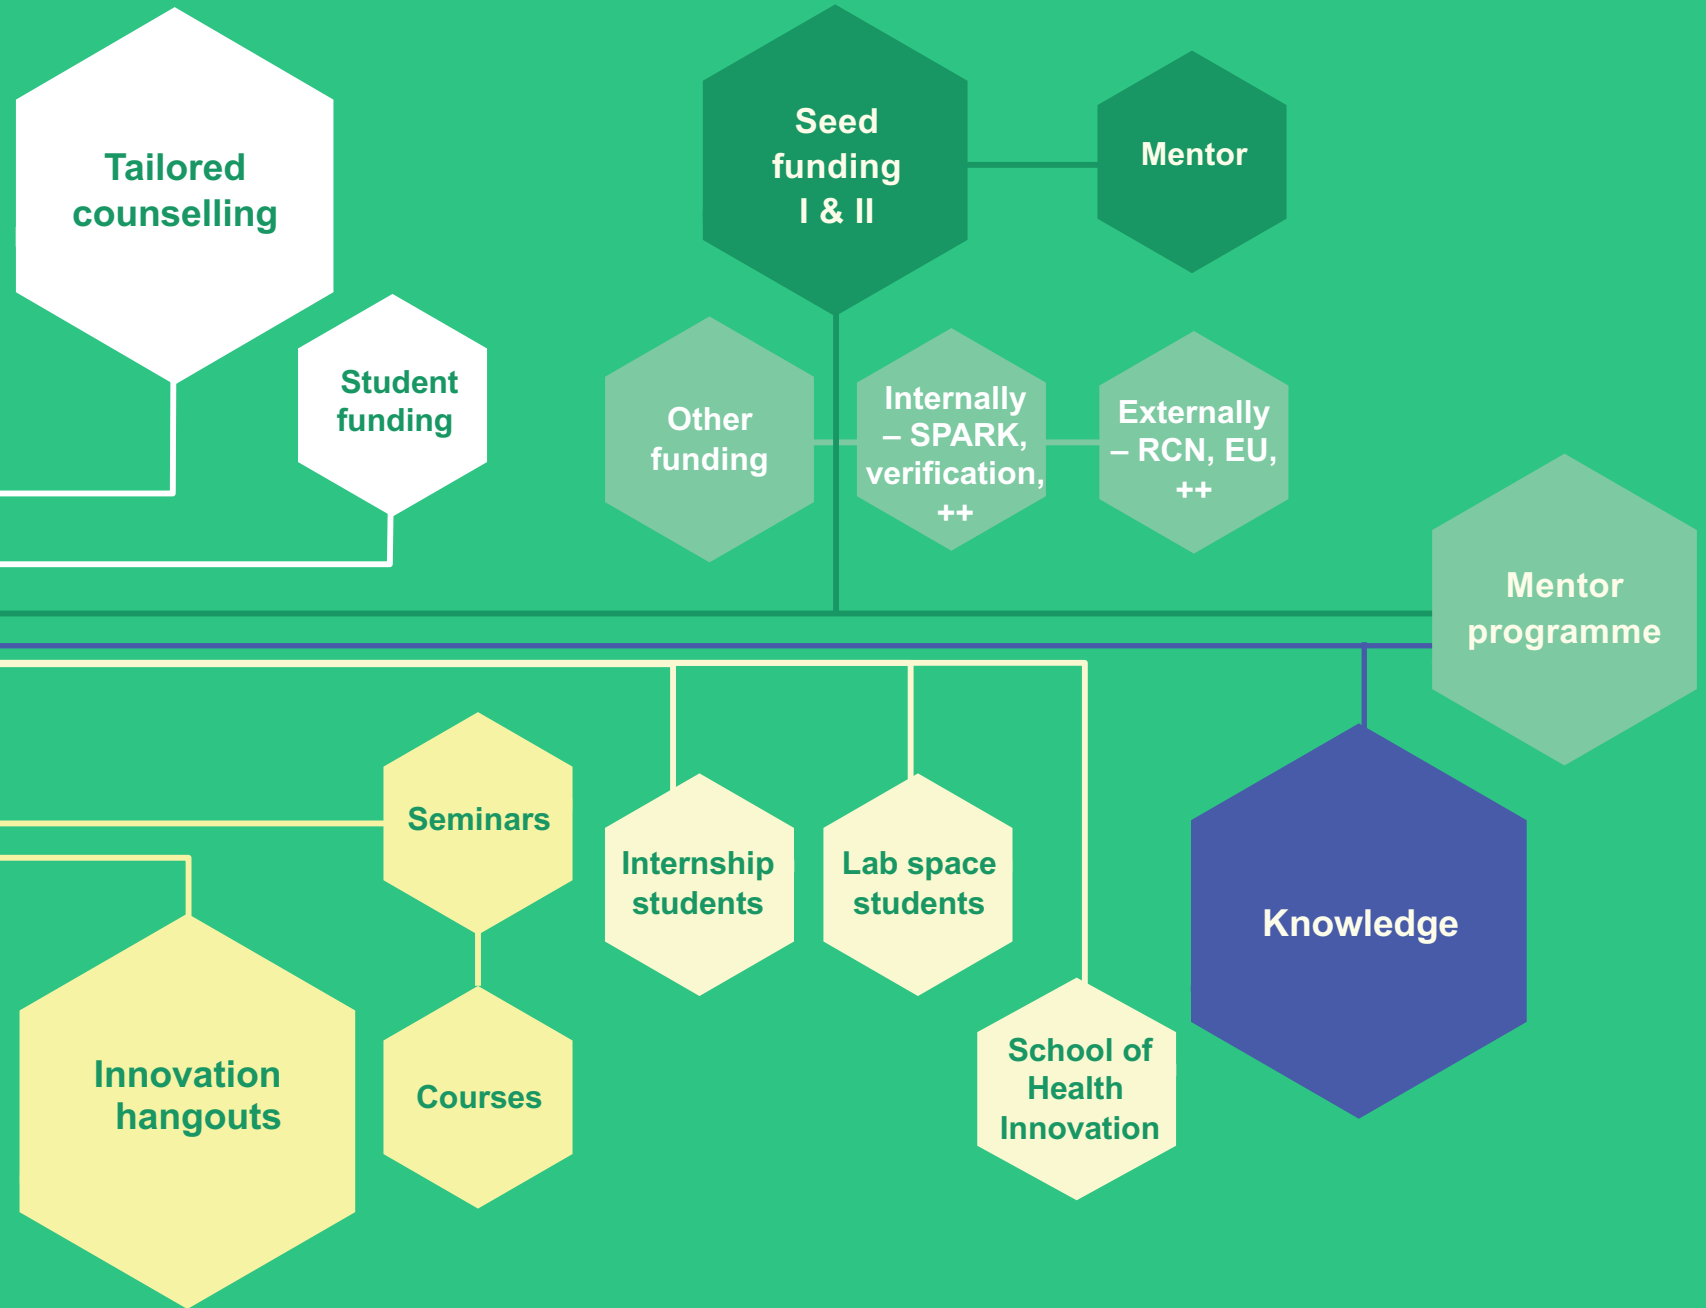 Tailored
counselling
Student
funding
Seed
funding
I & II
Mentor
Other
funding
Internally
– SPARK,
verification,
++
Externally
– RCN, EU,
++
Mentor
programme
Seminars
Internship
students
Lab space
students
Knowledge
Innovation
hangouts
Courses
School of
Health
Innovation